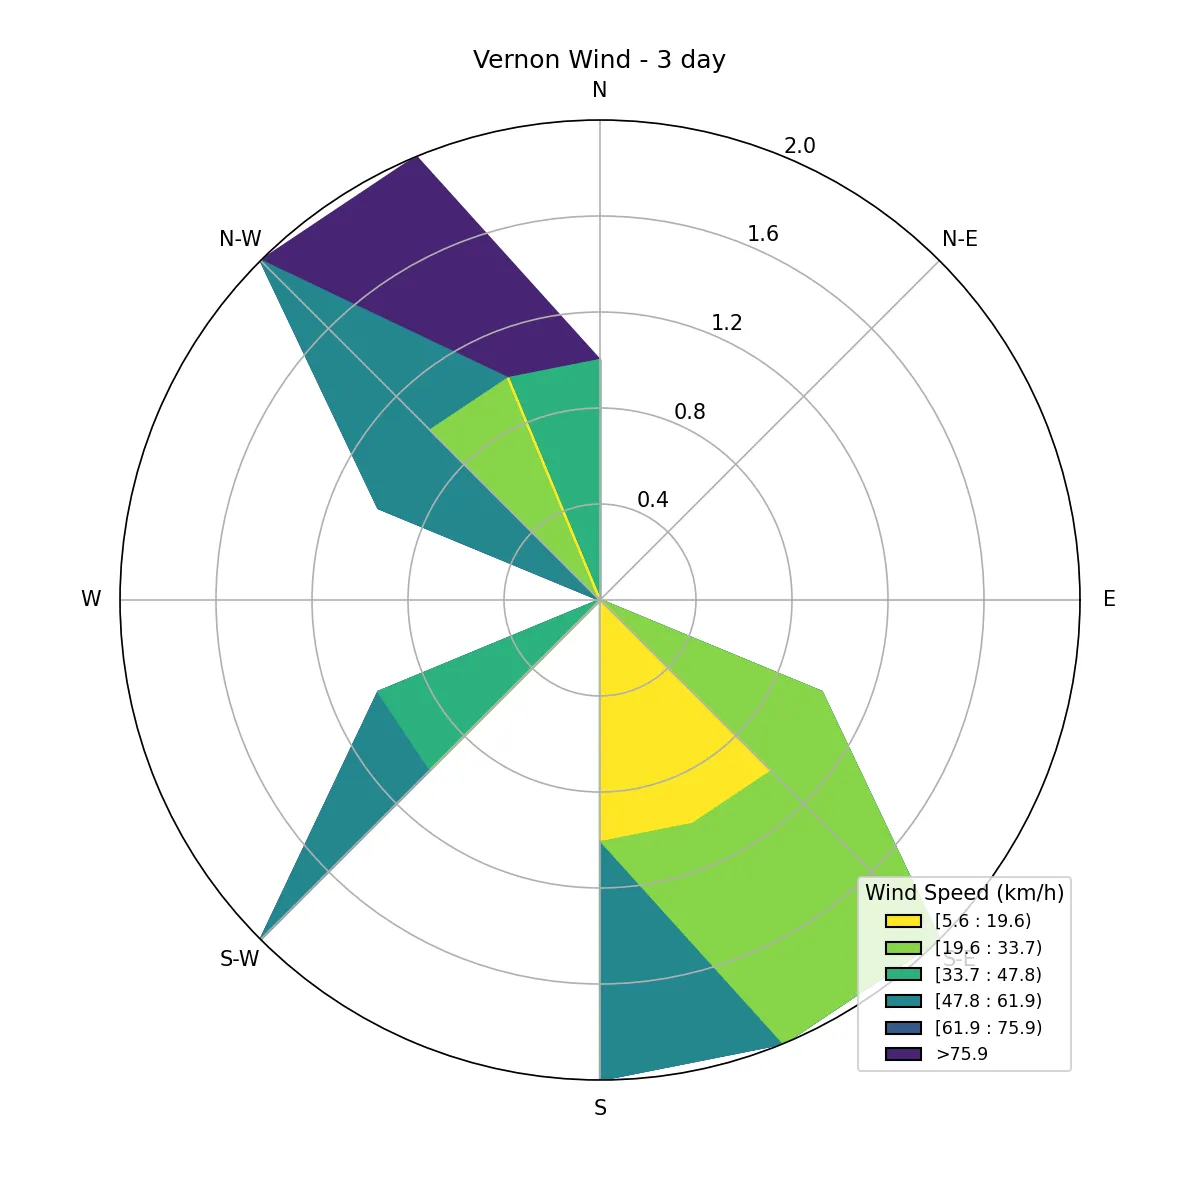 Vernon Wind - 3 day
N
2.0
N-W
N-E
1.6
1.2
0.8
0.4
W
E
Wind Speed (km/h)
[5.6 : 19.6)
[19.6 : 33.7)
S-W
S-E
[33.7 : 47.8)
[47.8 : 61.9)
[61.9 : 75.9)
>75.9
S